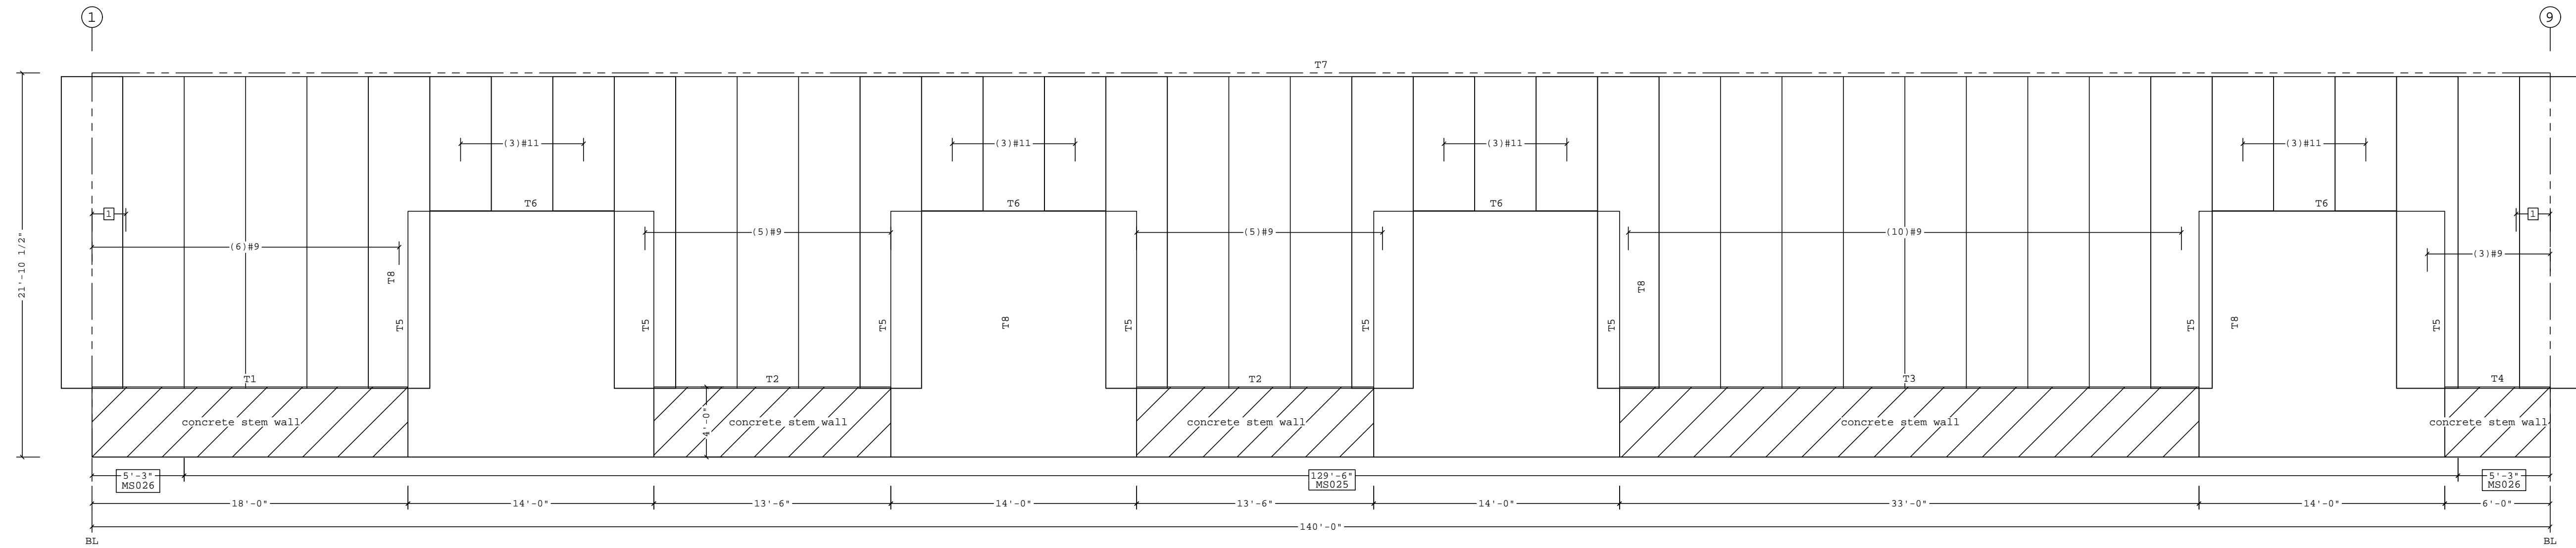 1
9
T7
(3)#11
(3)#11
(3)#11
(3)#11
T6
T6
T6
T6
1
1
(5)#9
(5)#9
(10)#9
(6)#9
(3)#9
21'-10 1/2"
T8
T8
T8
T8
T5
T5
T5
T5
T5
T5
T5
T5
T1
T2
T2
T3
T4
4'-0"
concrete stem wall
concrete stem wall
concrete stem wall
concrete stem wall
concrete stem wall
5'-3"
MS026
129'-6"
MS025
5'-3"
MS026
18'-0"
14'-0"
13'-6"
14'-0"
13'-6"
14'-0"
33'-0"
14'-0"
6'-0"
140'-0"
BL
BL